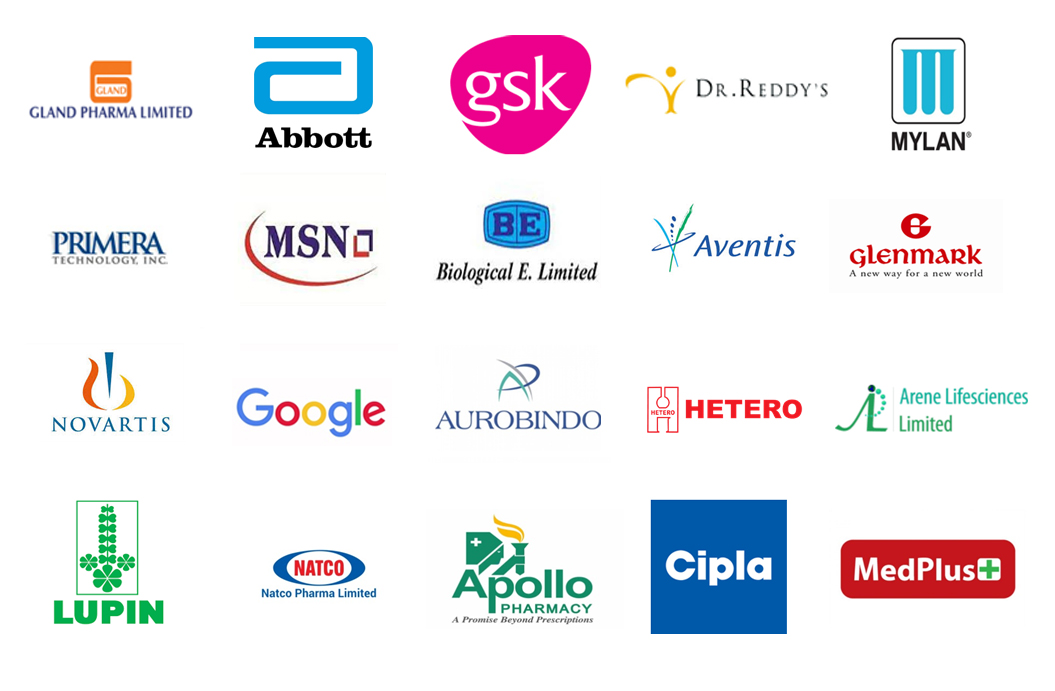 GLAND
GLAND PHARMA LIMITED
Abbott
gsk
DR.REDDY'S
MYLAN®
PRIMERA
TECHNOLOGY, INC.
MSN
BE
Biological E. Limited
Aventis
glenmark
A new way for a new world
NOVARTIS
Google
AUROBINDO
HETERO
HETERO
Arene Lifesciences
Limited
LUPIN
NATCO
Natco Pharma Limited
Apollo
PHARMACY
A Promise Beyond Prescriptions
Cipla
MedPlus+